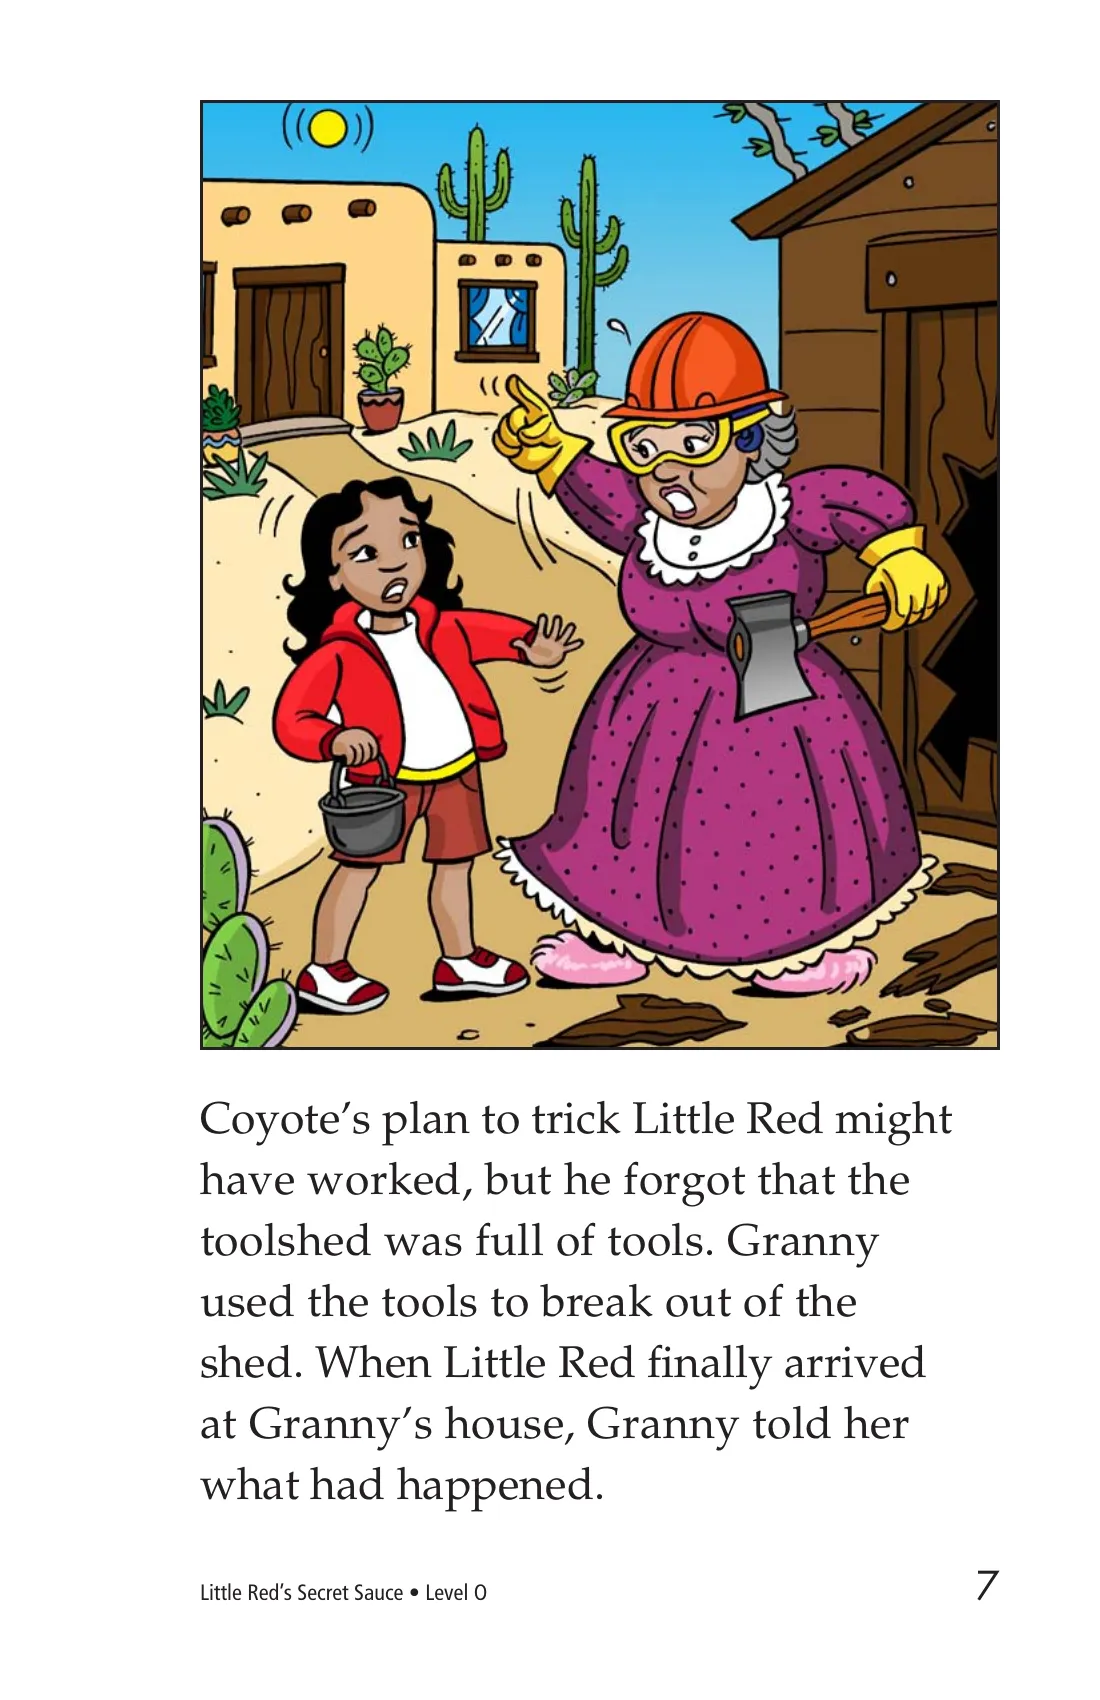 Coyote’s plan to trick Little Red might
have worked, but he forgot that the
toolshed was full of tools. Granny
used the tools to break out of the
shed. When Little Red finally arrived
at Granny’s house, Granny told her
what had happened.
Little Red’s Secret Sauce • Level O
7